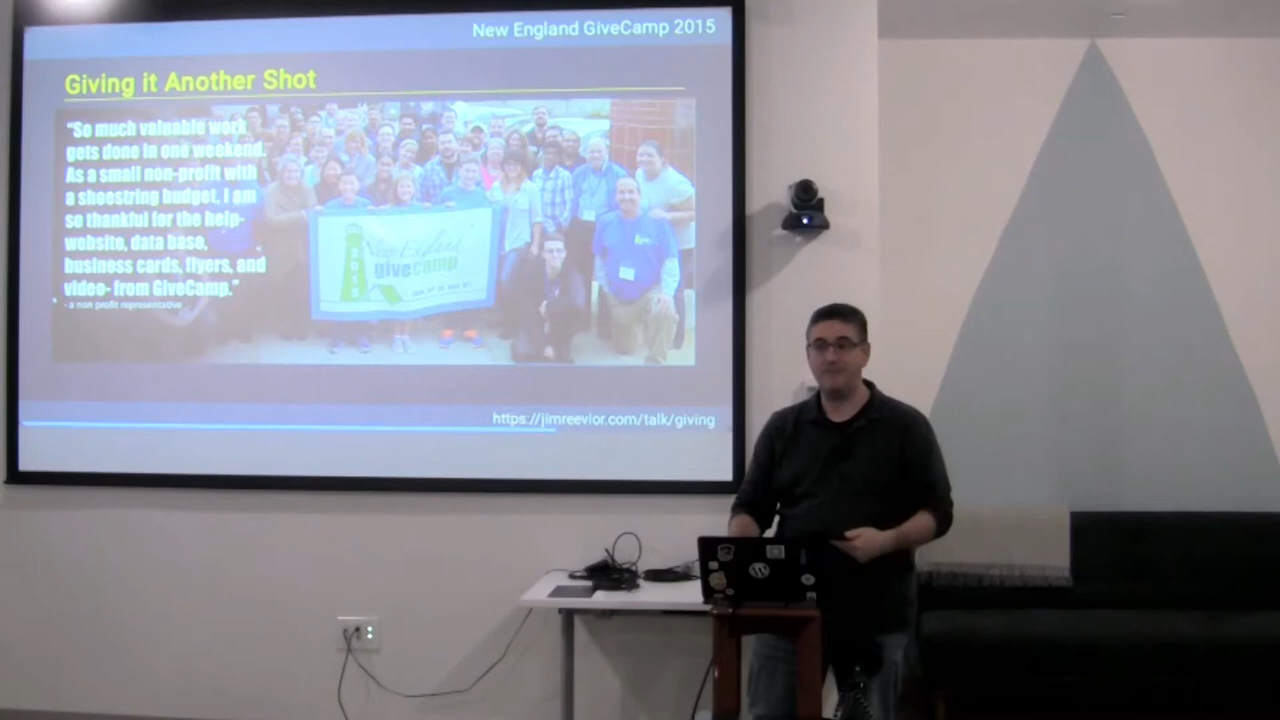 New England GiveCamp 2015
Giving it Another Shot
"So much valuable work
gets done in one weekend.
As a small non-profit with
a shoestring budget, I am
so thankful for the help-
website, data base,
business cards, flyers, and
video- from GiveCamp."
- a non profit representative
2015
New England
givecamp
https://jimreevior.com/talk/giving